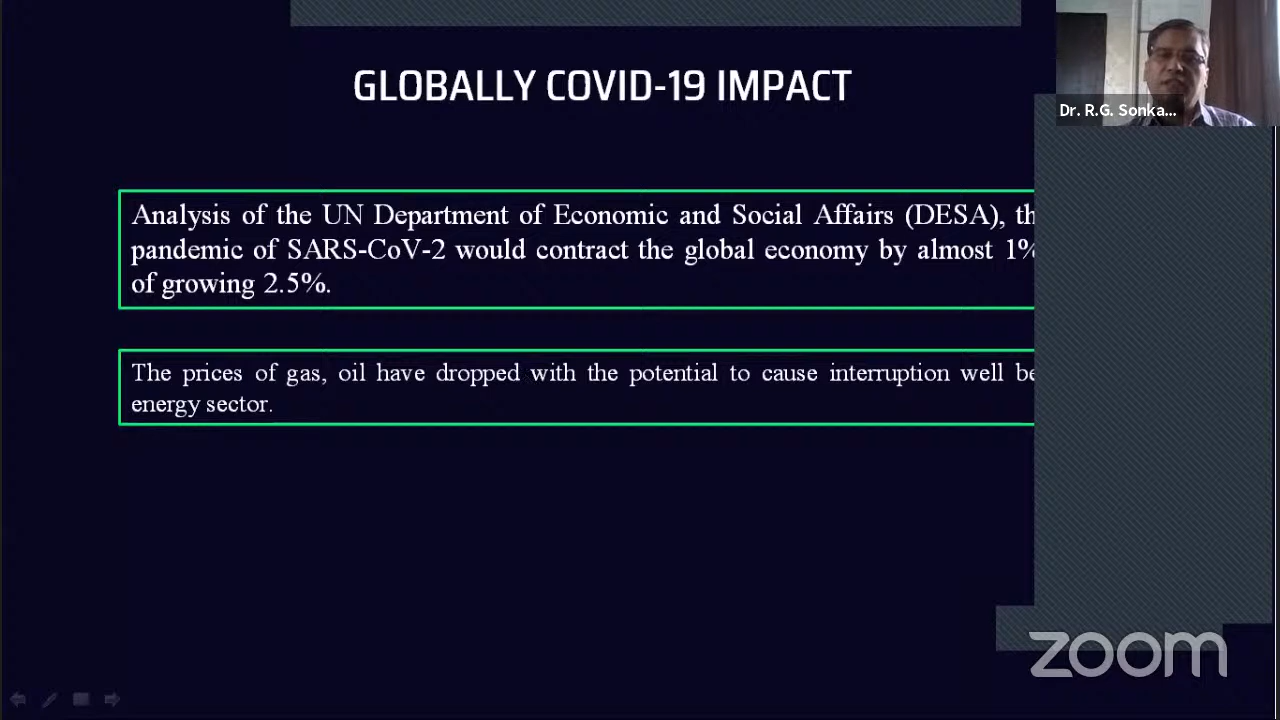 GLOBALLY COVID-19 IMPACT
Dr. R.G. Sonka...
Analysis of the UN Department of Economic and Social Affairs (DESA),
pandemic of SARS-CoV-2 would contract the global economy by almost 1%
of growing 2.5%.
The prices of gas, oil have dropped with the potential to cause interruption well
energy sector.
zoom